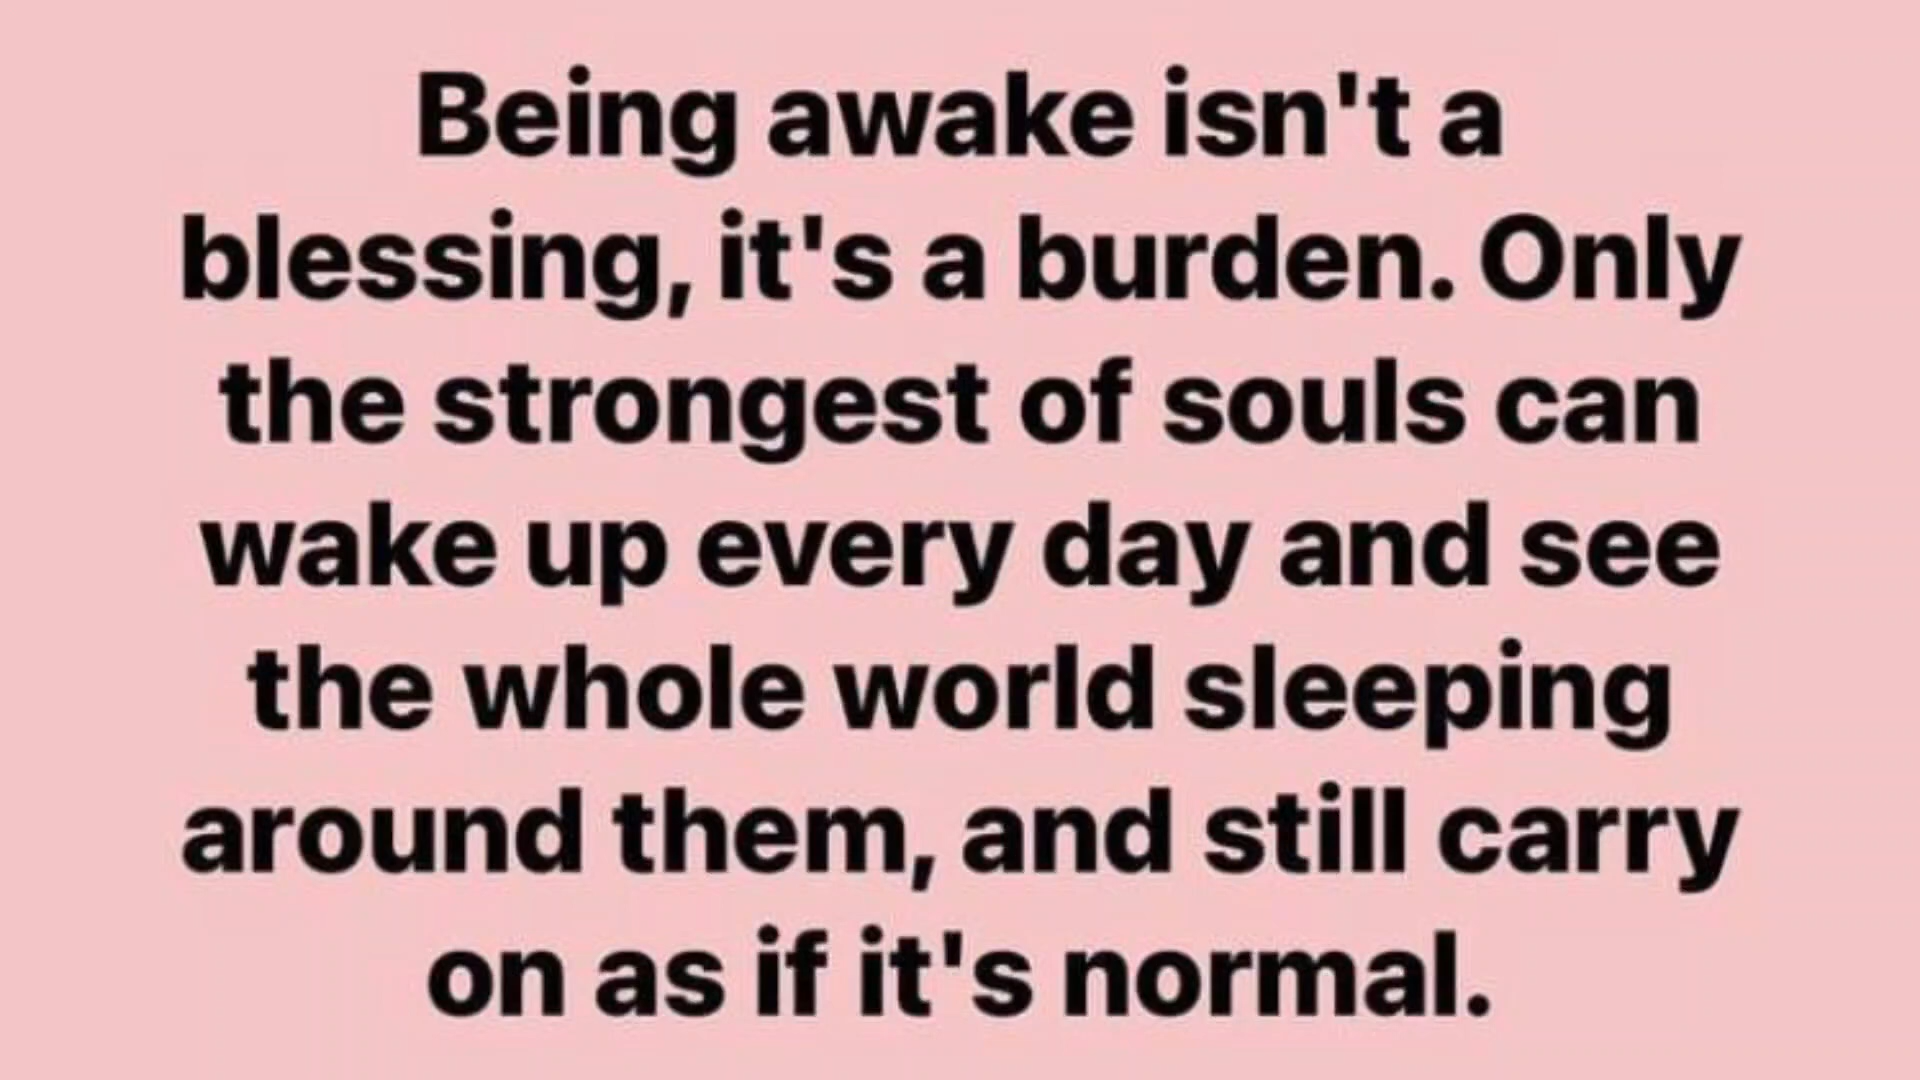 Being awake isn't a
blessing, it's a burden. Only
the strongest of souls can
wake up every day and see
the whole world sleeping
around them, and still carry
on as if it's normal.